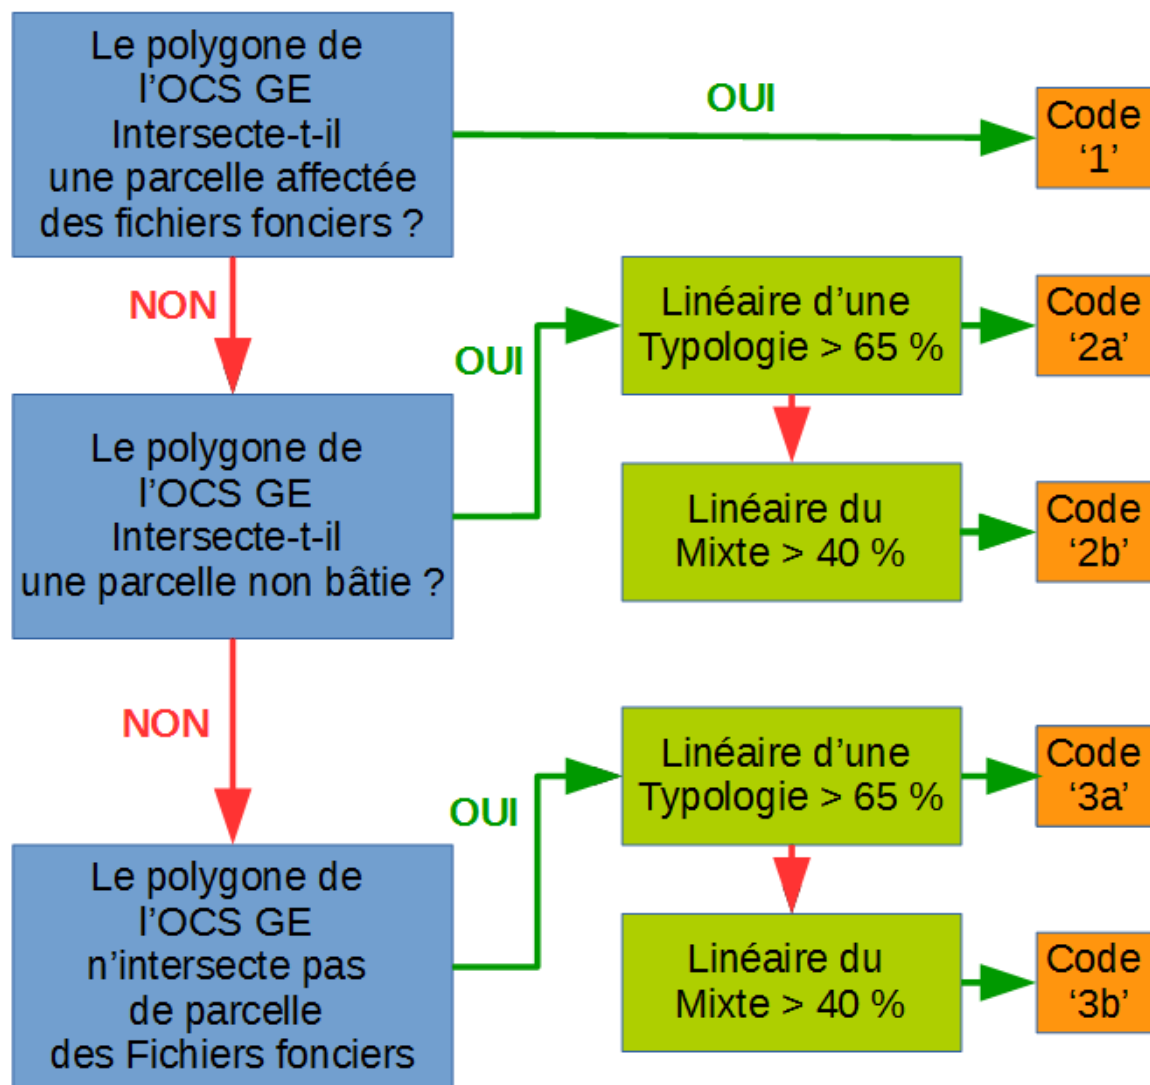 Le polygone de
l'OCS GE
Intersecte-t-il
une parcelle affectée
des fichiers fonciers ?
OUI
Code
‘1’
NON
OUI
Linéaire d’une
Typologie > 65 %
Code
‘2a’
Le polygone de
l’OCS GE
Intersecte-t-il
une parcelle non bâtie ?
Linéaire du
Mixte > 40 %
Code
‘2b’
NON
OUI
Linéaire d’une
Typologie > 65 %
Code
‘3a’
Le polygone de
l’OCS GE
n’intersecte pas
de parcelle
des Fichiers fonciers
Linéaire du
Mixte > 40 %
Code
‘3b’